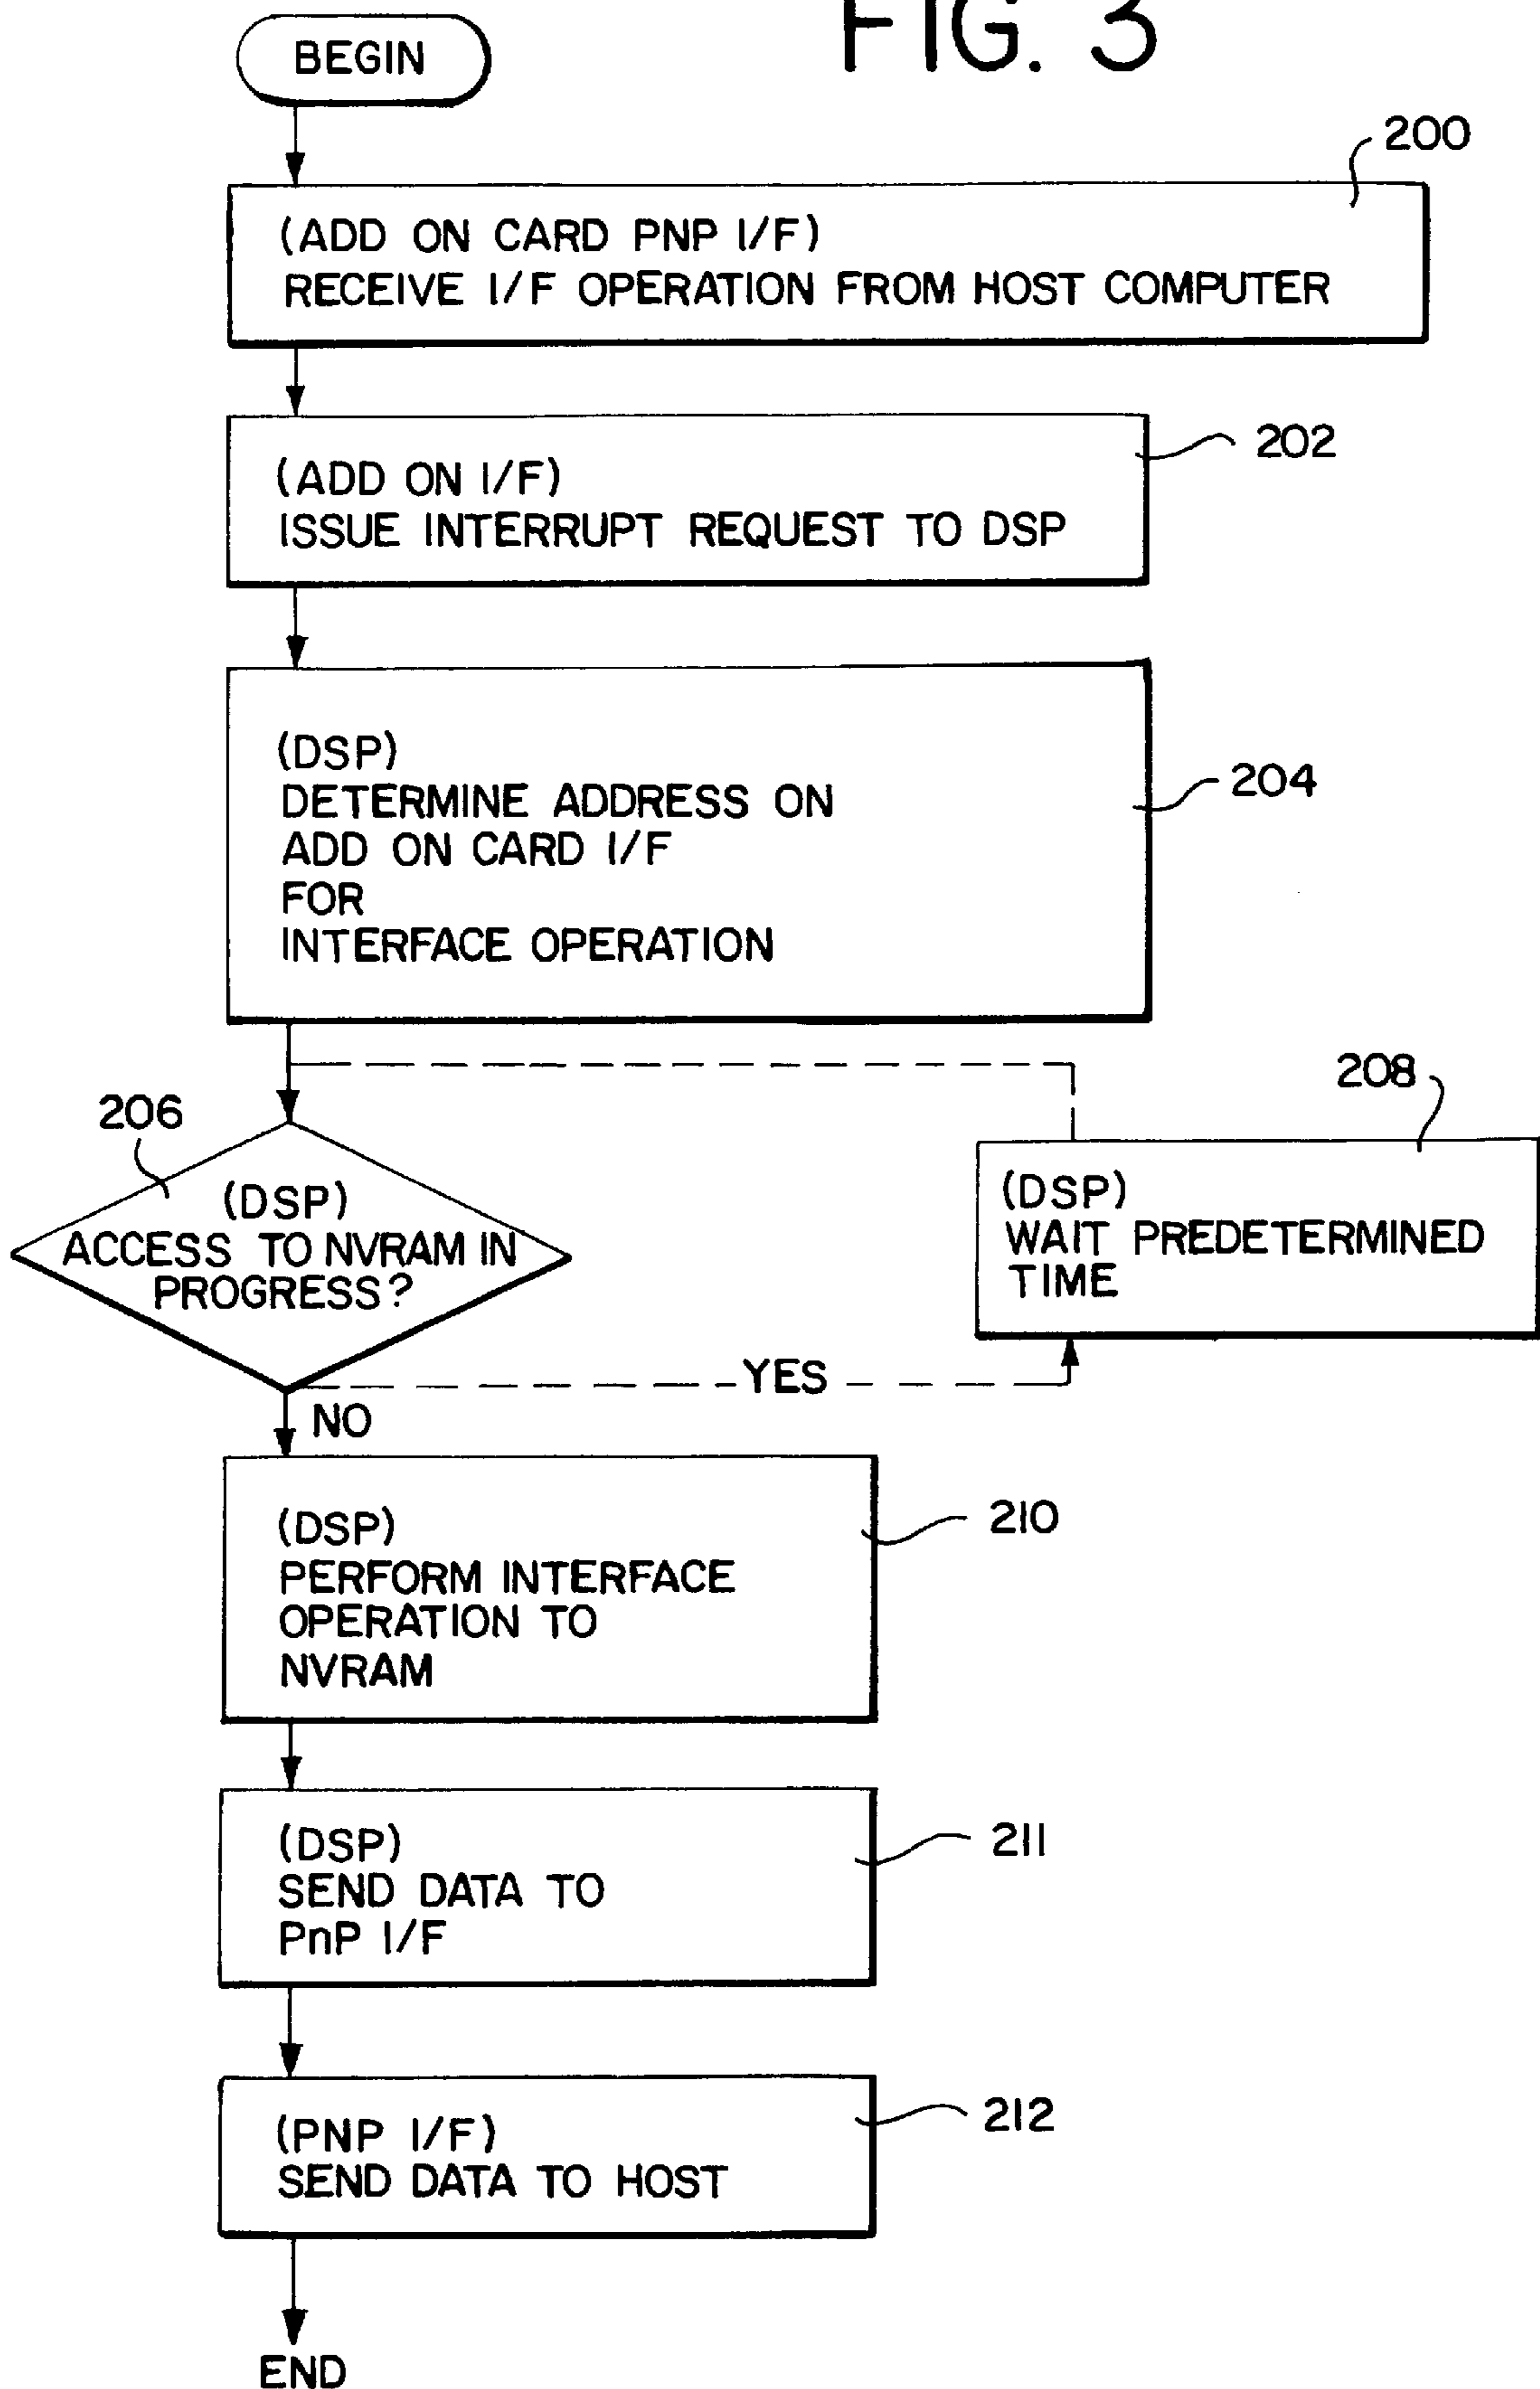 FIG. 3
BEGIN
200
(ADD ON CARD PNP I/F)
RECEIVE I/F OPERATION FROM HOST COMPUTER
202
(ADD ON I/F)
ISSUE INTERRUPT REQUEST TO DSP
204
(DSP)
DETERMINE ADDRESS ON
ADD ON CARD I/F
FOR
INTERFACE OPERATION
206
(DSP)
ACCESS TO NVRAM IN
PROGRESS?
208
(DSP)
WAIT PREDETERMINED
TIME
YES
NO
210
(DSP)
PERFORM INTERFACE
OPERATION TO
NVRAM
211
(DSP)
SEND DATA TO
PnP I/F
212
(PNP I/F)
SEND DATA TO HOST
END